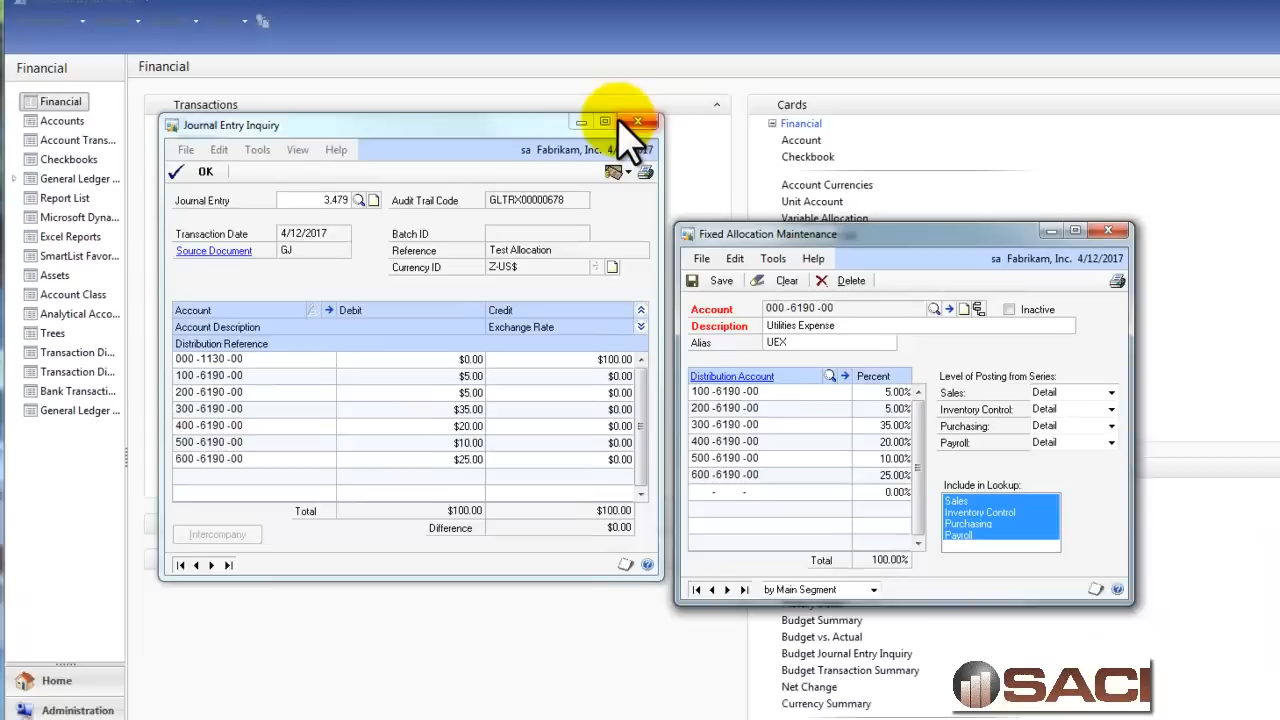 Financial
Financial
Accounts
Account Trans...
Checkbooks
General Ledger ...
Report List
Microsoft Dyna...
Excel Reports
SmartList Favor...
Assets
Account Class
Analytical Acco...
Trees
Transaction Di...
Transaction Di...
Bank Transacti...
General Ledger ...
Home
Administration
Financial
Transactions
Journal Entry Inquiry
File Edit Tools View Help
sa Fabrikam, Inc. 4/
17
OK
Journal Entry 3,479 Audit Trail Code GLTRX00000678
Transaction Date 4/12/2017 Batch ID
Source Document GJ Reference Test Allocation
Currency ID Z-US$
Account Debit Credit
Account Description Exchange Rate
Distribution Reference
000 -1130 -00 $0.00 $100.00
100 -6190 -00 $5.00 $0.00
200 -6190 -00 $5.00 $0.00
300 -6190 -00 $35.00 $0.00
400 -6190 -00 $20.00 $0.00
500 -6190 -00 $10.00 $0.00
600 -6190 -00 $25.00 $0.00
Total $100.00 $100.00
Difference $0.00
Intercompany
Cards
Financial
Account
Checkbook
Account Currencies
Unit Account
Variable Allocation
Fixed Allocation Maintenance
File Edit Tools Help
sa Fabrikam, Inc. 4/12/2017
Save Clear Delete
Account 000 -6190 -00 Inactive
Description Utilities Expense
Alias UEX
Distribution Account Percent
100 -6190 -00 5.00%
200 -6190 -00 5.00%
300 -6190 -00 35.00%
400 -6190 -00 20.00%
500 -6190 -00 10.00%
600 -6190 -00 25.00%
- - 0.00%
Total 100.00%
Level of Posting from Series:
Sales: Detail
Inventory Control: Detail
Purchasing: Detail
Payroll: Detail
Include in Lookup:
Sales
Inventory Control
Purchasing
Payroll
by Main Segment
Budget Summary
Budget vs. Actual
Budget Journal Entry Inquiry
Budget Transaction Summary
Net Change
Currency Summary
SACI